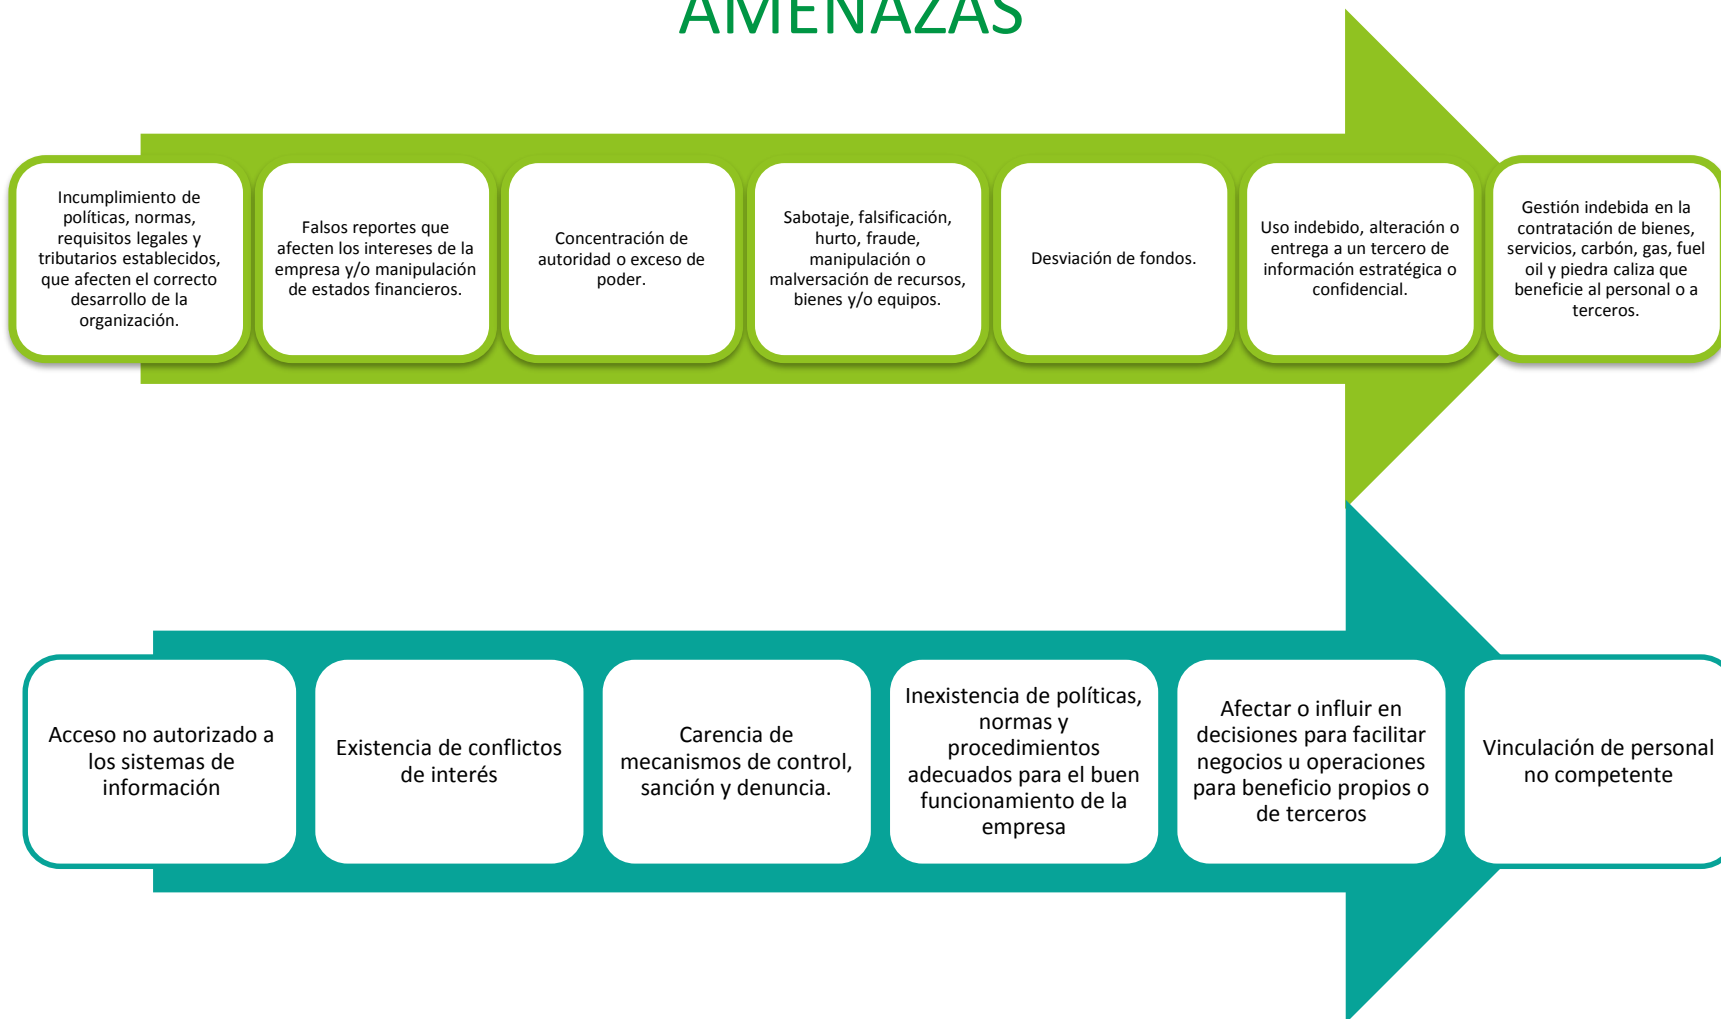 AMENAZAS
Incumplimiento de
políticas, normas,
requisitos legales y
tributarios establecidos,
que afecten el correcto
desarrollo de la
organización.
Falsos reportes que
afecten los intereses de la
empresa y/o manipulación
de estados financieros.
Concentración de
autoridad o exceso de
poder.
Sabotaje, falsificación,
hurto, fraude,
manipulación o
malversación de recursos,
bienes y/o equipos.
Desviación de fondos.
Uso indebido, alteración o
entrega a un tercero de
información estratégica o
confidencial.
Gestión indebida en la
contratación de bienes,
servicios, carbón, gas, fuel
oil y piedra caliza que
beneficie al personal o a
terceros.
Acceso no autorizado a
los sistemas de
información
Existencia de conflictos
de interés
Carencia de
mecanismos de control,
sanción y denuncia.
Inexistencia de políticas,
normas y
procedimientos
adecuados para el buen
funcionamiento de la
empresa
Afectar o influir en
decisiones para facilitar
negocios u operaciones
para beneficio propios o
de terceros
Vinculación de personal
no competente